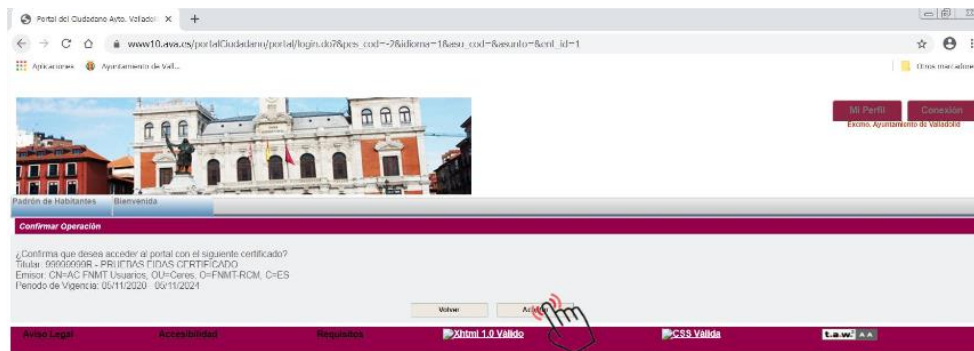 Portal del Ciudadano Ayto. Valladol
www10.ava.es/portalCiudadano/portal/login.do?&pes_cod=-2&idioma=1&asu_cod=&asunto=&ent_id=1
Aplicaciones Ayuntamiento de Vall...
Otros marcadores
Mi Perfil Conexión
Excmo. Ayuntamiento de Valladolid
Padrón de Habitantes Bienvenida
Confirmar Operación
¿Confirma que desea acceder al portal con el siguiente certificado?
Titular: 99999999R - PRUEBAS EIDAS CERTIFICADO
Emisor: CN=AC FNMT Usuarios, OU=Ceres, O=FNMT-RCM, C=ES
Periodo de Vigencia: 05/11/2020 - 05/11/2024
Volver
Aviso Legal Accesibilidad Requisitos Xhtml 1.0 Válido CSS Válida t.a.w. AA